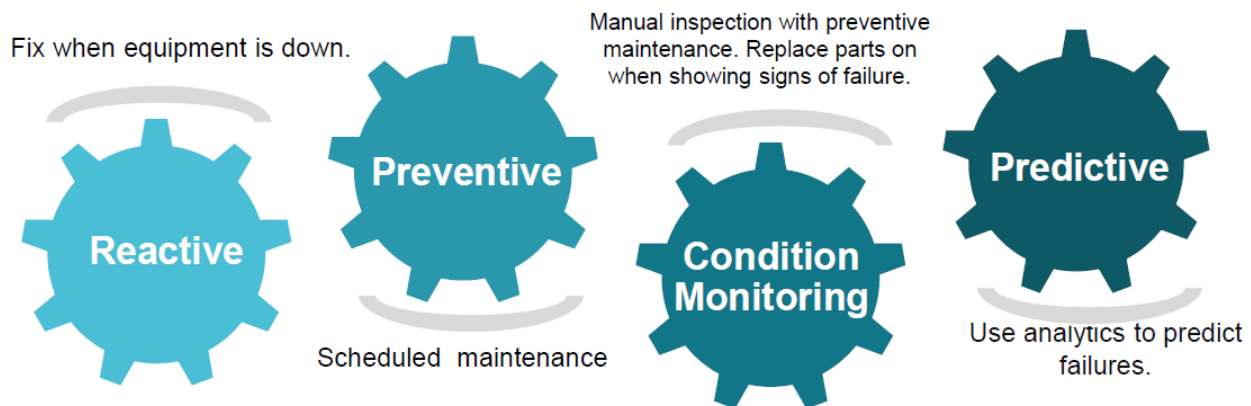 Fix when equipment is down.
Reactive
Preventive
Scheduled maintenance
Manual inspection with preventive
maintenance. Replace parts on
when showing signs of failure.
Condition
Monitoring
Predictive
Use analytics to predict
failures.